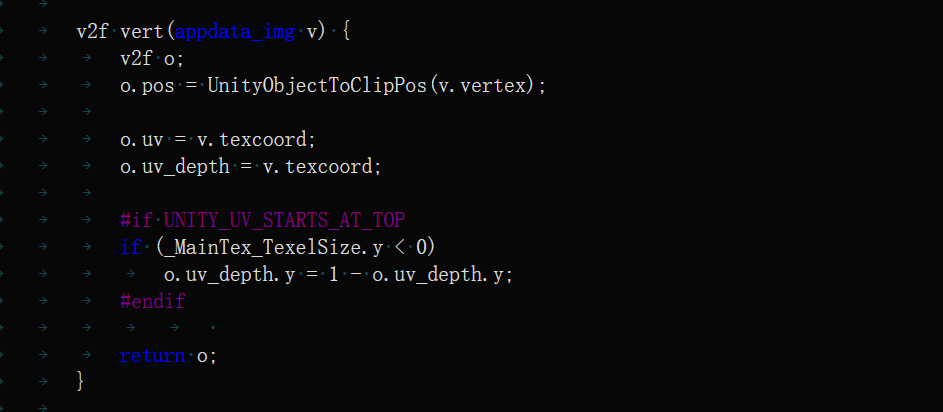 v2f vert(appdata_img v) {
v2f o;
o.pos = UnityObjectToClipPos(v.vertex);
o.uv = v.texcoord;
o.uv_depth = v.texcoord;
#if UNITY_UV_STARTS_AT_TOP
if (_MainTex_TexelSize.y < 0)
o.uv_depth.y = 1 - o.uv_depth.y;
#endif
return o;
}